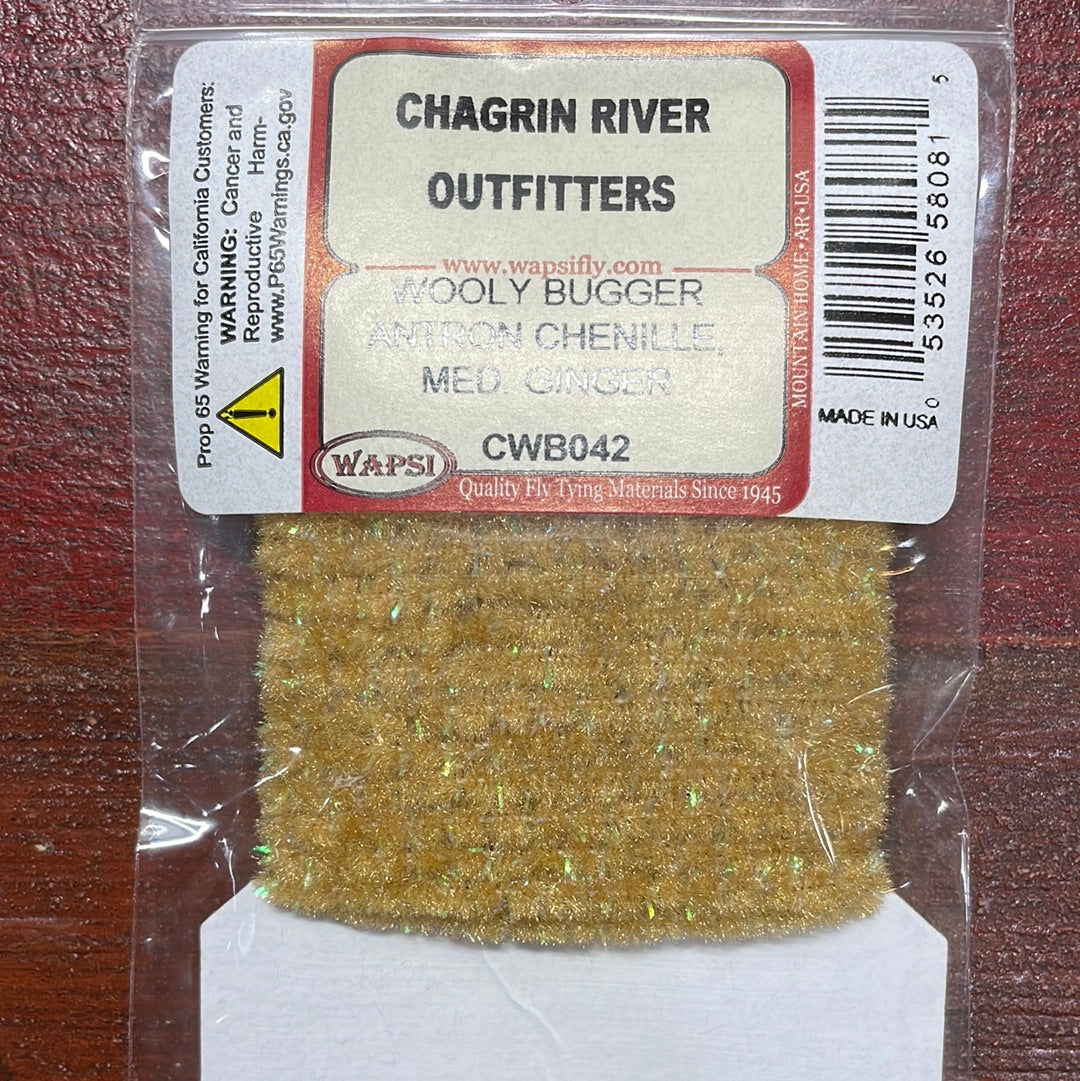 Prop 65 Warning for California Customers:
WARNING: Cancer and
Reproductive Harm-
www.P65Warnings.ca.gov
!
CHAGRIN RIVER
OUTFITTERS
www.wapsifly.com
WOOLY BUGGER
ANTRON CHENILLE,
MED. GINGER
CWB042
WAPSI
Quality Fly Tying Materials Since 1945
MOUNTAIN HOME • AR • USA
0 53526 58081 5
MADE IN USA